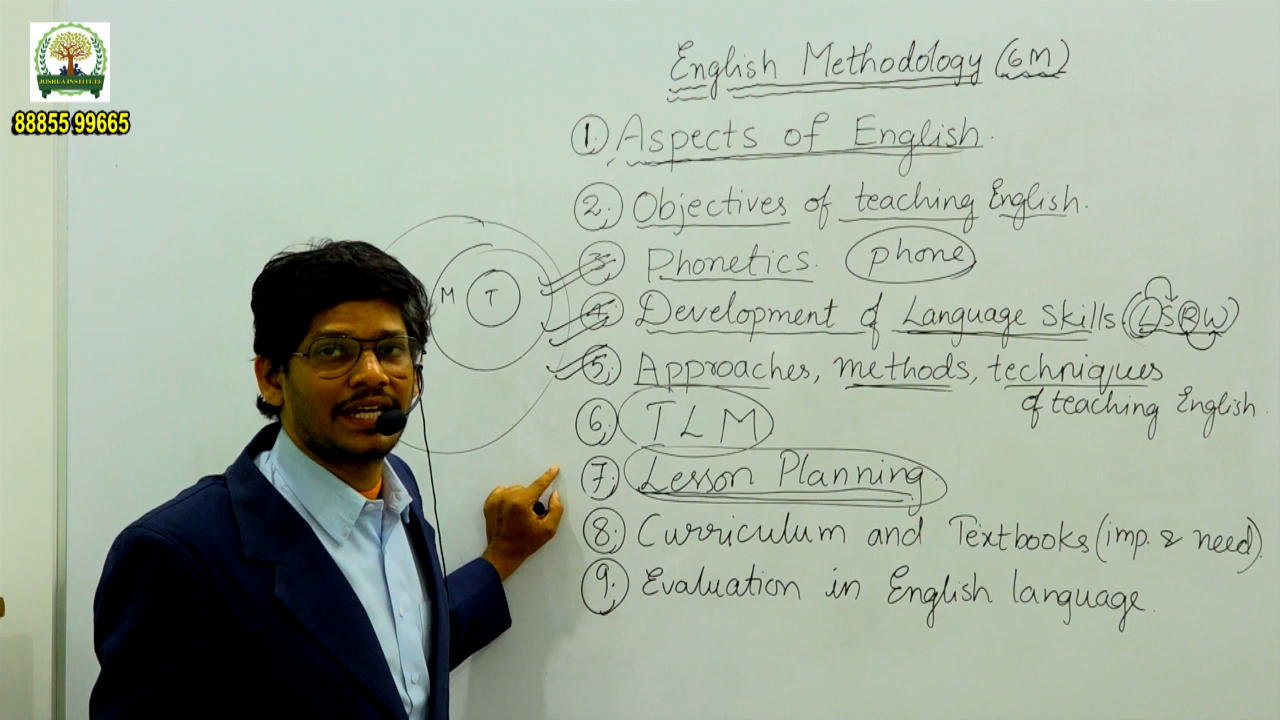 JOSHUA INSTITUTE
88855 99665
English Methodology (6M)
1. Aspects of English.
2. Objectives of teaching English.
3. Phonetics. phone
4. Development of Language Skills (LSRW)
5. Approaches, methods, techniques
of teaching English.
6. TLM
7. Lesson Planning
8. Curriculum and Textbooks (imp. & need).
9. Evaluation in English language.
M T